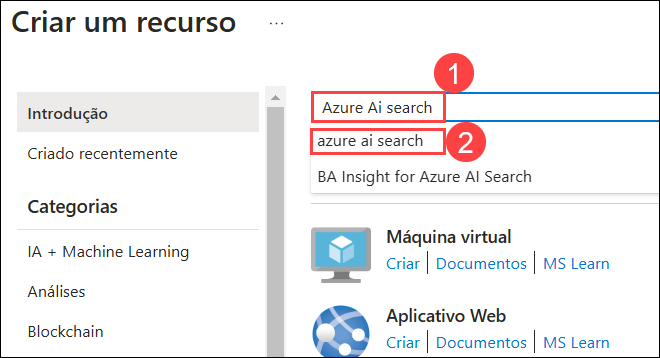 Criar um recurso ...
1
Introdução
Azure Ai search
azure ai search
2
Criado recentemente
BA Insight for Azure AI Search
Categorias
IA + Machine Learning
Análises
Blockchain
Máquina virtual
Criar | Documentos | MS Learn
Aplicativo Web
Criar | Documentos | MS Learn